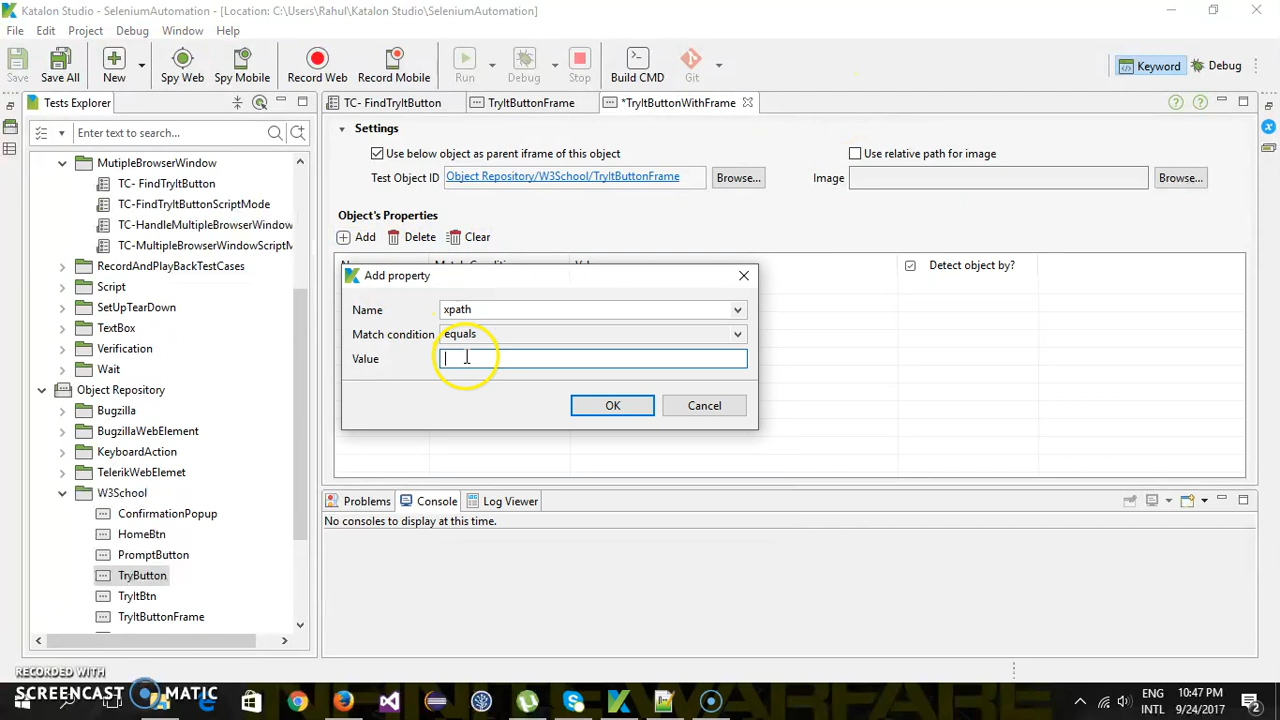 Katalon Studio - SeleniumAutomation - [Location: C:\Users\Rahul\Katalon Studio\SeleniumAutomation]
File Edit Project Debug Window Help
Save Save All New Spy Web Spy Mobile Record Web Record Mobile Run Debug Stop Build CMD Git Keyword Debug
Tests Explorer
Enter text to search...
MutipleBrowserWindow
TC- FindTryItButton
TC-FindTryItButtonScriptMode
TC-HandleMultipleBrowserWindow
TC-MultipleBrowserWindowScriptM
RecordAndPlayBackTestCases
Script
SetUpTearDown
TextBox
Verification
Wait
Object Repository
Bugzilla
BugzillaWebElement
KeyboardAction
TelerikWebElemet
W3School
ConfirmationPopup
HomeBtn
PromptButton
TryButton
TryItBtn
TryItButtonFrame
TC- FindTryItButton TryItButtonFrame *TryItButtonWithFrame
Settings
Use below object as parent iframe of this object Use relative path for image
Test Object ID Object Repository/W3School/TryItButtonFrame Browse... Image Browse...
Object's Properties
Add Delete Clear
Detect object by?
Add property
Name xpath
Match condition equals
Value
OK Cancel
Problems Console Log Viewer
No consoles to display at this time.
RECORDED WITH
SCREENCAST MATIC
ENG
INTL
10:47 PM
9/24/2017
2